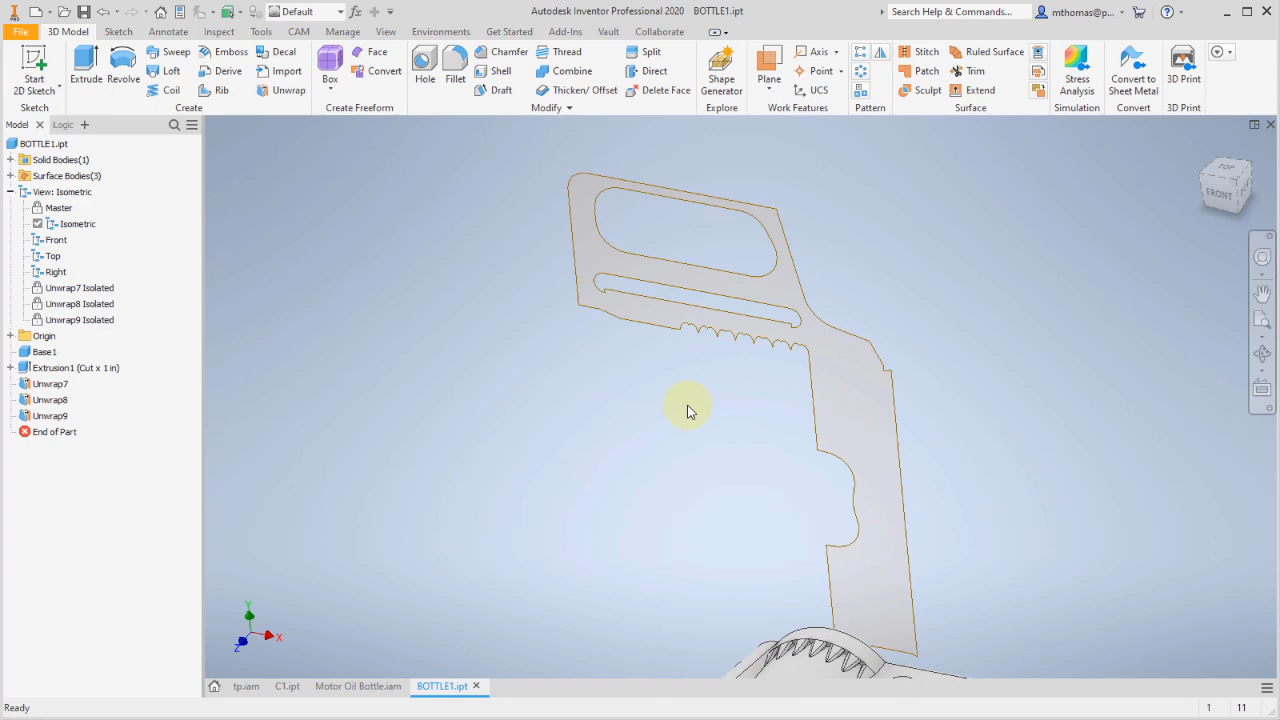 PRO
Default
fx
Autodesk Inventor Professional 2020 BOTTLE1.ipt
Search Help & Commands...
mthomas@p...
File 3D Model Sketch Annotate Inspect Tools CAM Manage View Environments Get Started Add-Ins Vault Collaborate
Start
2D Sketch
Sketch
Extrude
Revolve
Sweep
Loft
Coil
Emboss
Derive
Rib
Decal
Import
Unwrap
Create
Box
Face
Convert
Create Freeform
Hole
Fillet
Chamfer
Shell
Draft
Thread
Combine
Thicken/ Offset
Split
Direct
Delete Face
Modify
Shape
Generator
Explore
Plane
Axis
Point
UCS
Work Features
Pattern
Stitch
Patch
Sculpt
Ruled Surface
Trim
Extend
Surface
Stress
Analysis
Simulation
Convert to
Sheet Metal
Convert
3D Print
3D Print
Model
Logic
BOTTLE1.ipt
Solid Bodies(1)
Surface Bodies(3)
View: Isometric
Master
Isometric
Front
Top
Right
Unwrap7 Isolated
Unwrap8 Isolated
Unwrap9 Isolated
Origin
Base1
Extrusion1 (Cut x 1 in)
Unwrap7
Unwrap8
Unwrap9
End of Part
TOP
FRONT
Y
X
Z
tp.iam C1.ipt Motor Oil Bottle.iam BOTTLE1.ipt
Ready 1 11